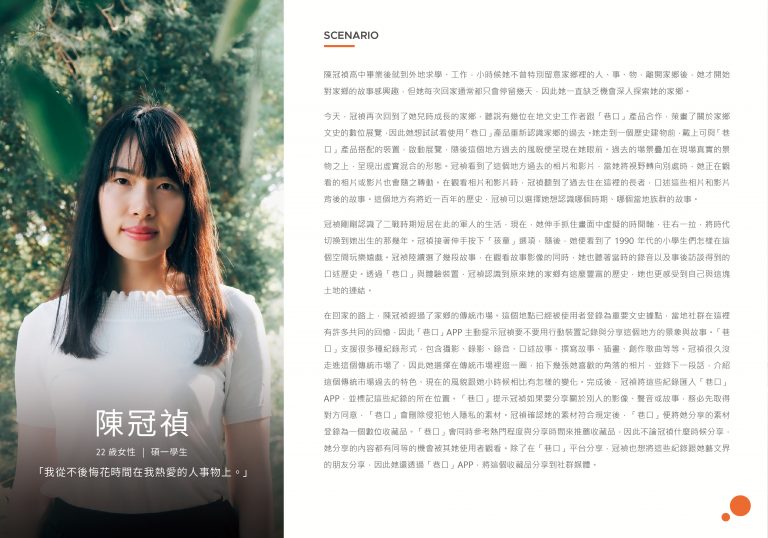 SCENARIO
陳冠禎高中畢業後就到外地求學、工作，小時候她不曾特別留意家鄉裡的人、事、物，離開家鄉後，她才開始
對家鄉的故事感興趣，但她每次回家通常都只會停留幾天，因此她一直缺乏機會深入探索她的家鄉。
今天，冠禎再次回到了她兒時成長的家鄉，聽說有幾位在地文史工作者跟「巷口」產品合作，策畫了關於家鄉
文史的數位展覽，因此她想試試看使用「巷口」產品重新認識家鄉的過去。她走到一個歷史建物前，戴上可與「巷
口」產品搭配的裝置，啟動展覽，隨後這個地方過去的風貌便呈現在她眼前。過去的場景疊加在現場真實的景
物之上，呈現出虛實混合的形態。冠禎看到了這個地方過去的相片和影片，當她將視野轉向別處時，她正在觀
看的相片或影片也會隨之轉動。在觀看相片和影片時，冠禎聽到了過去住在這裡的長者，口述這些相片和影片
背後的故事。這個地方有將近一百年的歷史，冠禎可以選擇她想認識哪個時期、哪個當地族群的故事。
冠禎剛剛認識了二戰時期短居在此的軍人的生活，現在，她伸手抓住畫面中虛擬的時間軸，往右一拉，將時代
切換到她出生的那幾年。冠禎接著伸手按下「孩童」選項，隨後，她便看到了 1990 年代的小學生們怎樣在這
個空間玩樂嬉戲。冠禎陸續選了幾段故事，在觀看故事影像的同時，她也聽著當時的錄音以及事後訪談得到的
口述歷史。透過「巷口」與體驗裝置，冠禎認識到原來她的家鄉有這麼豐富的歷史，她也更感受到自己與這塊
土地的連結。
在回家的路上，陳冠禎經過了家鄉的傳統市場。這個地點已經被使用者登錄為重要文史據點，當地社群在這裡
有許多共同的回憶，因此「巷口」APP 主動提示冠禎要不要用行動裝置記錄與分享這個地方的景象與故事。「巷
口」支援很多種紀錄形式，包含攝影、錄影、錄音、口述故事、撰寫故事、插畫、創作歌曲等等。冠禎很久沒
走進這個傳統市場了，因此她選擇在傳統市場裡逛一圈，拍下幾張她喜歡的角落的相片，並錄下一段話，介紹
這個傳統市場過去的特色、現在的風貌跟她小時候相比有怎樣的變化。完成後，冠禎將這些紀錄匯入「巷口」
APP，並標記這些紀錄的所在位置。「巷口」提示冠禎如果要分享關於別人的影像、聲音或故事，務必先取得
對方同意，「巷口」會刪除侵犯他人隱私的素材。冠禎確認她的素材符合規定後，「巷口」便將她分享的素材
登錄為一個數位收藏品。「巷口」會同時參考熱門程度與分享時間來推薦收藏品，因此不論冠禎什麼時候分享，
她分享的內容都有同等的機會被其她使用者觀看。除了在「巷口」平台分享，冠禎也想將這些紀錄跟她藝文界
的朋友分享，因此她還透過「巷口」APP，將這個收藏品分享到社群媒體。
陳冠禎
22 歲女性 | 碩一學生
「我從不後悔花時間在我熱愛的人事物上。」